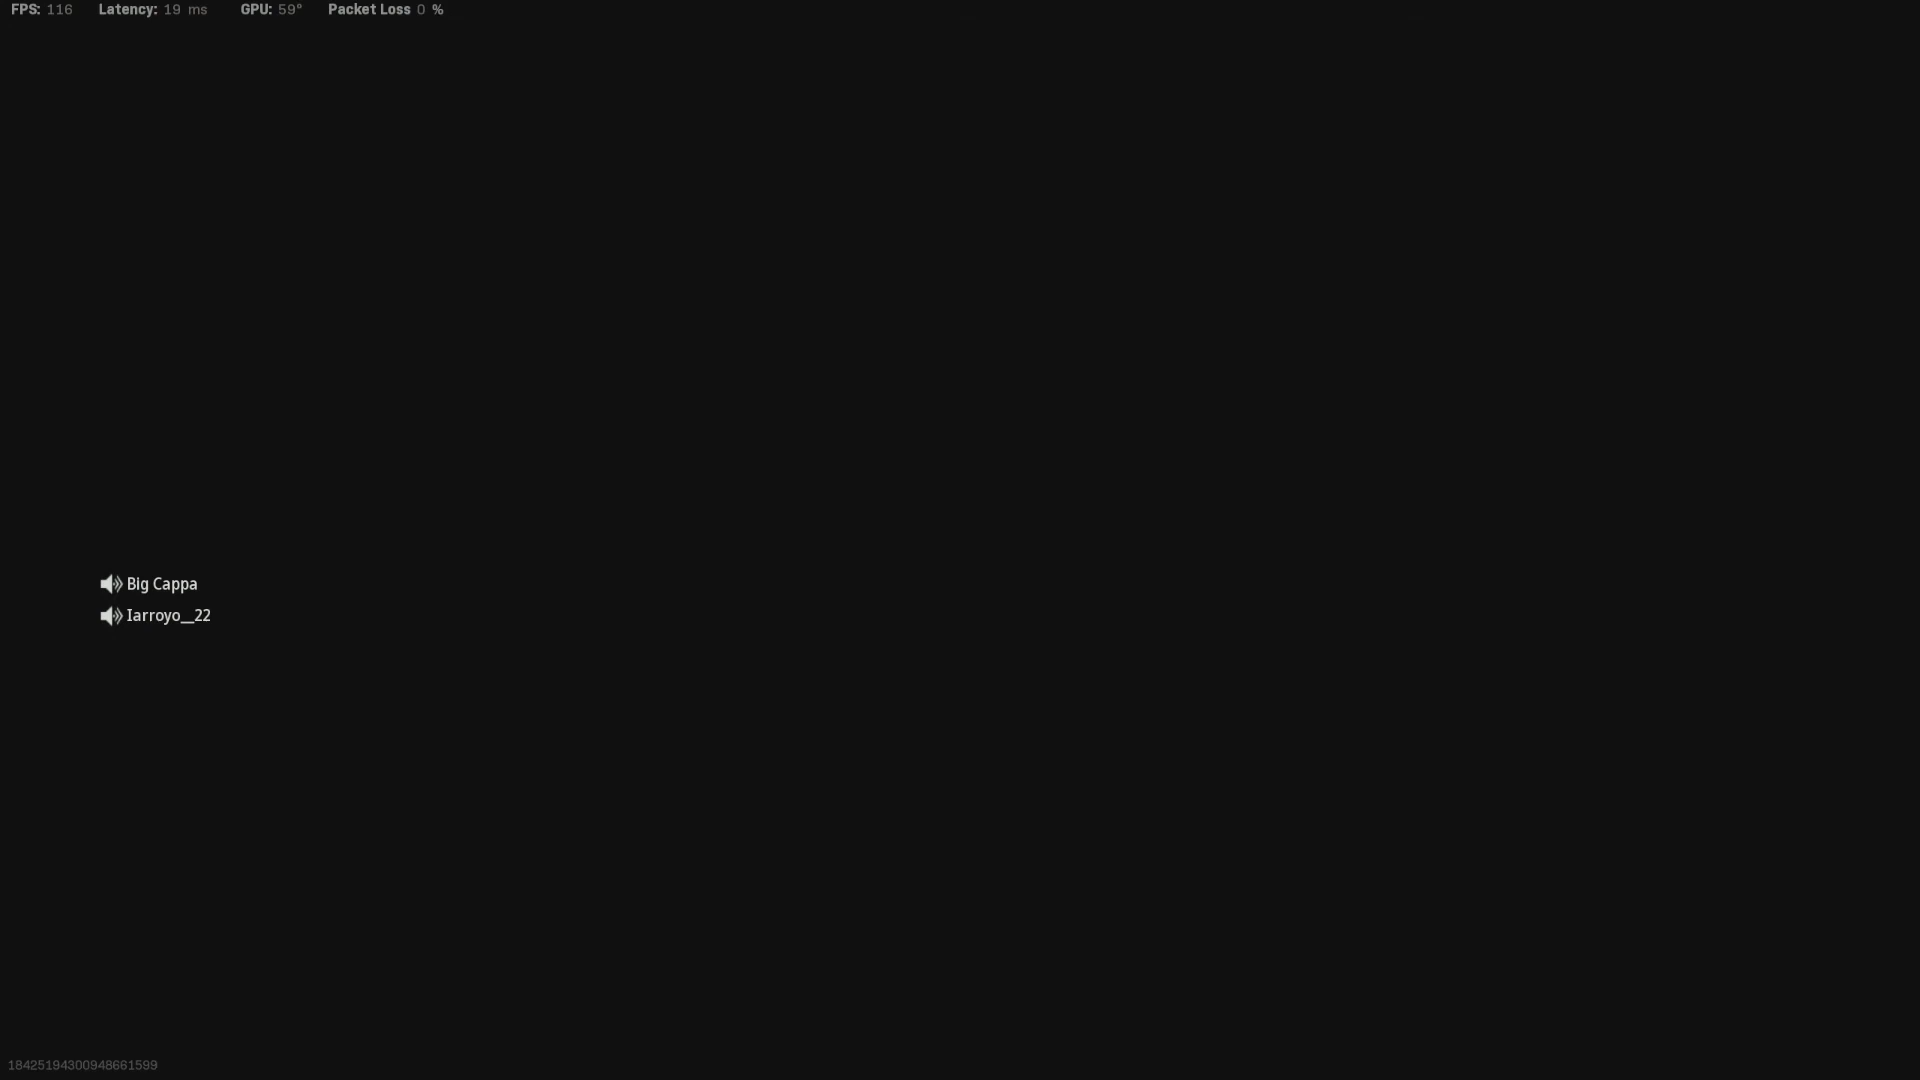 FPS: 116 Latency: 19 ms GPU: 59° Packet Loss 0 %
Big Cappa
Iarroyo__22
18425194300948661599